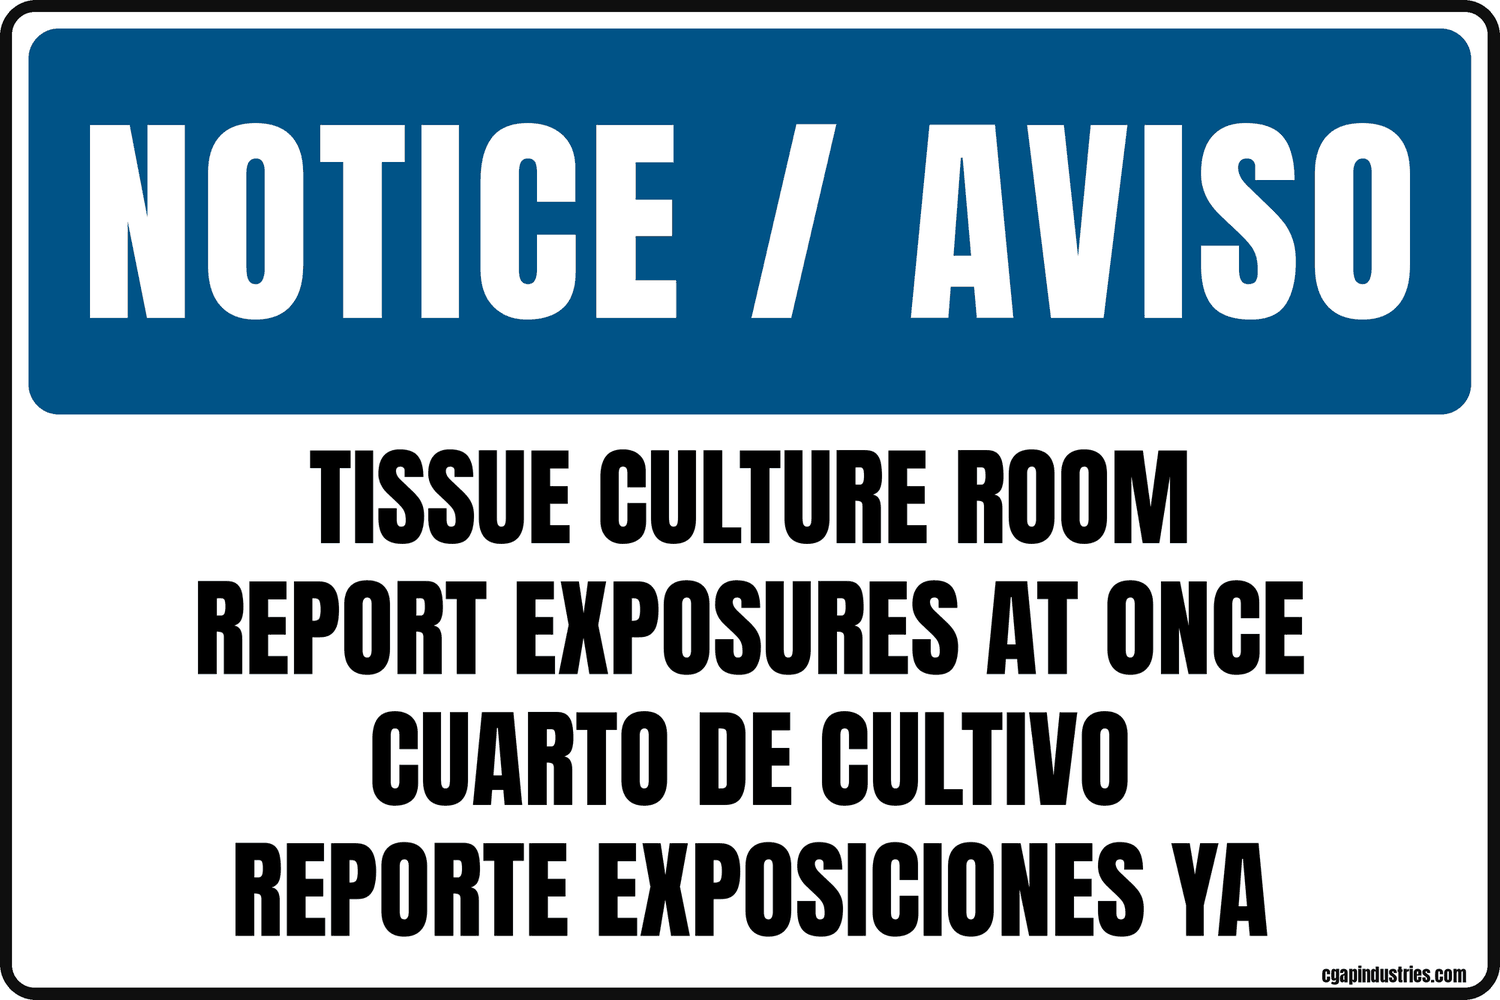 NOTICE / AVISO
TISSUE CULTURE ROOM
REPORT EXPOSURES AT ONCE
CUARTO DE CULTIVO
REPORTE EXPOSICIONES YA
cgapindustries.com